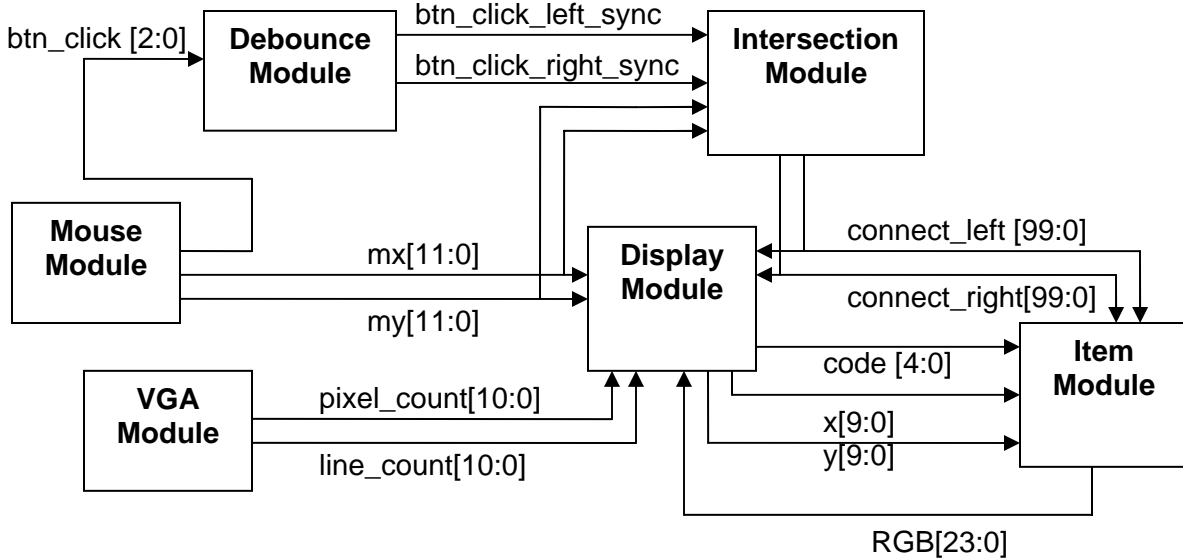 btn_click_left_sync
btn_click [2:0]
Debounce
Module
Intersection
Module
btn_click_right_sync
Mouse
Module
mx[11:0]
my[11:0]
Display
Module
connect_left [99:0]
connect_right[99:0]
VGA
Module
pixel_count[10:0]
line_count[10:0]
code [4:0]
Item
Module
x[9:0]
y[9:0]
RGB[23:0]